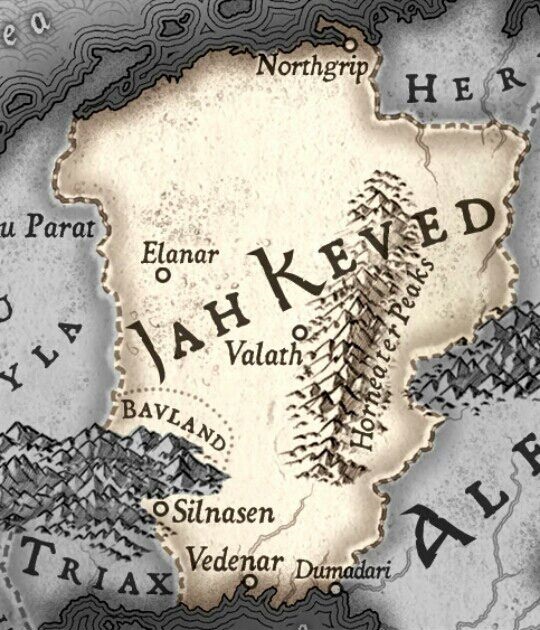 ea
Northgrip
HER
u Parat
Elanar
JAH KEVED
Valath
Horneater Peaks
YLA
BAVLAND
Silnasen
ALE
TRIAX
Vedenar
Dumadari